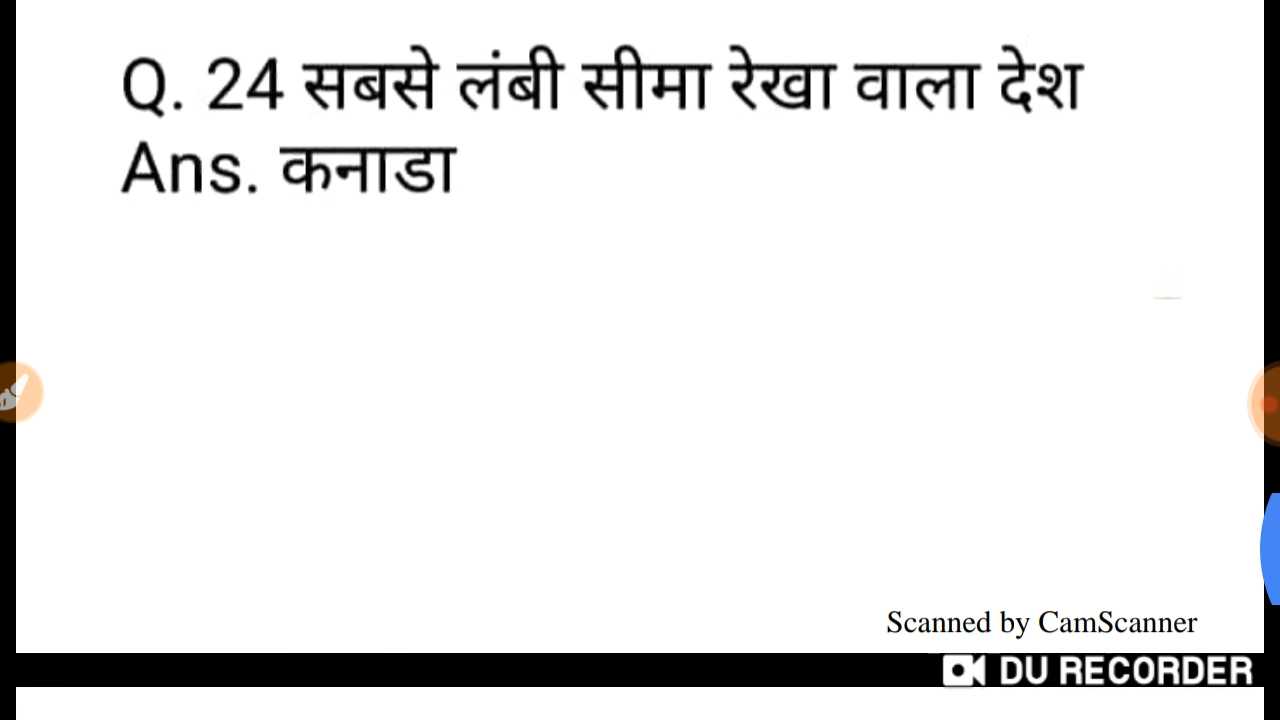 Q. 24 सबसे लंबी सीमा रेखा वाला देश
Ans. कनाडा
Scanned by CamScanner
DU RECORDER